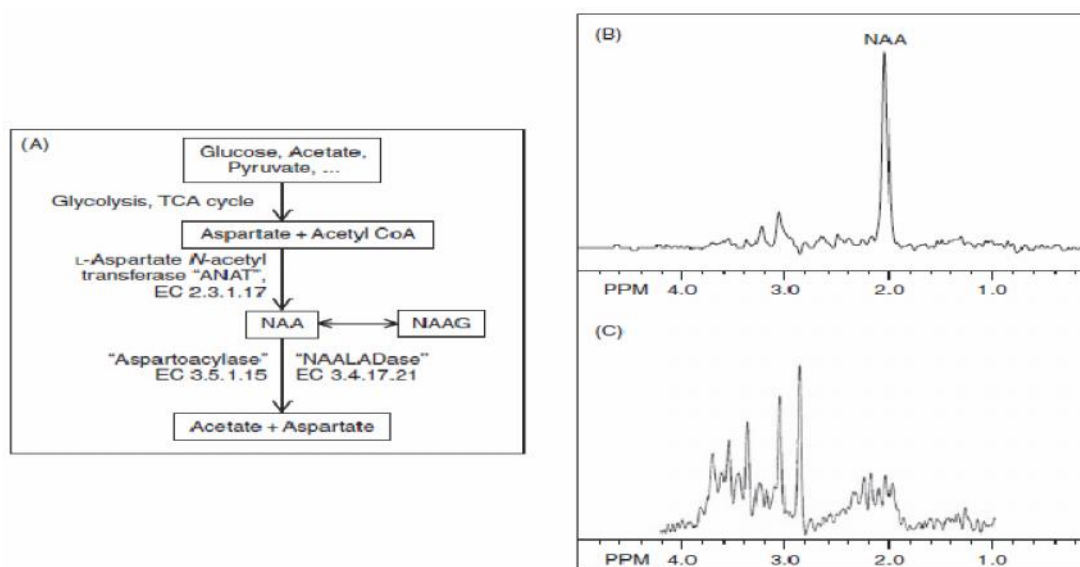 (A)
Glucose, Acetate,
Pyruvate, ...
Glycolysis, TCA cycle
Aspartate + Acetyl CoA
L-Aspartate N-acetyl
transferase "ANAT",
EC 2.3.1.17
NAA
NAAG
"Aspartoacylase"
EC 3.5.1.15
"NAALADase"
EC 3.4.17.21
Acetate + Aspartate
(B)
NAA
PPM 4.0 3.0 2.0 1.0
(C)
PPM 4.0 3.0 2.0 1.0